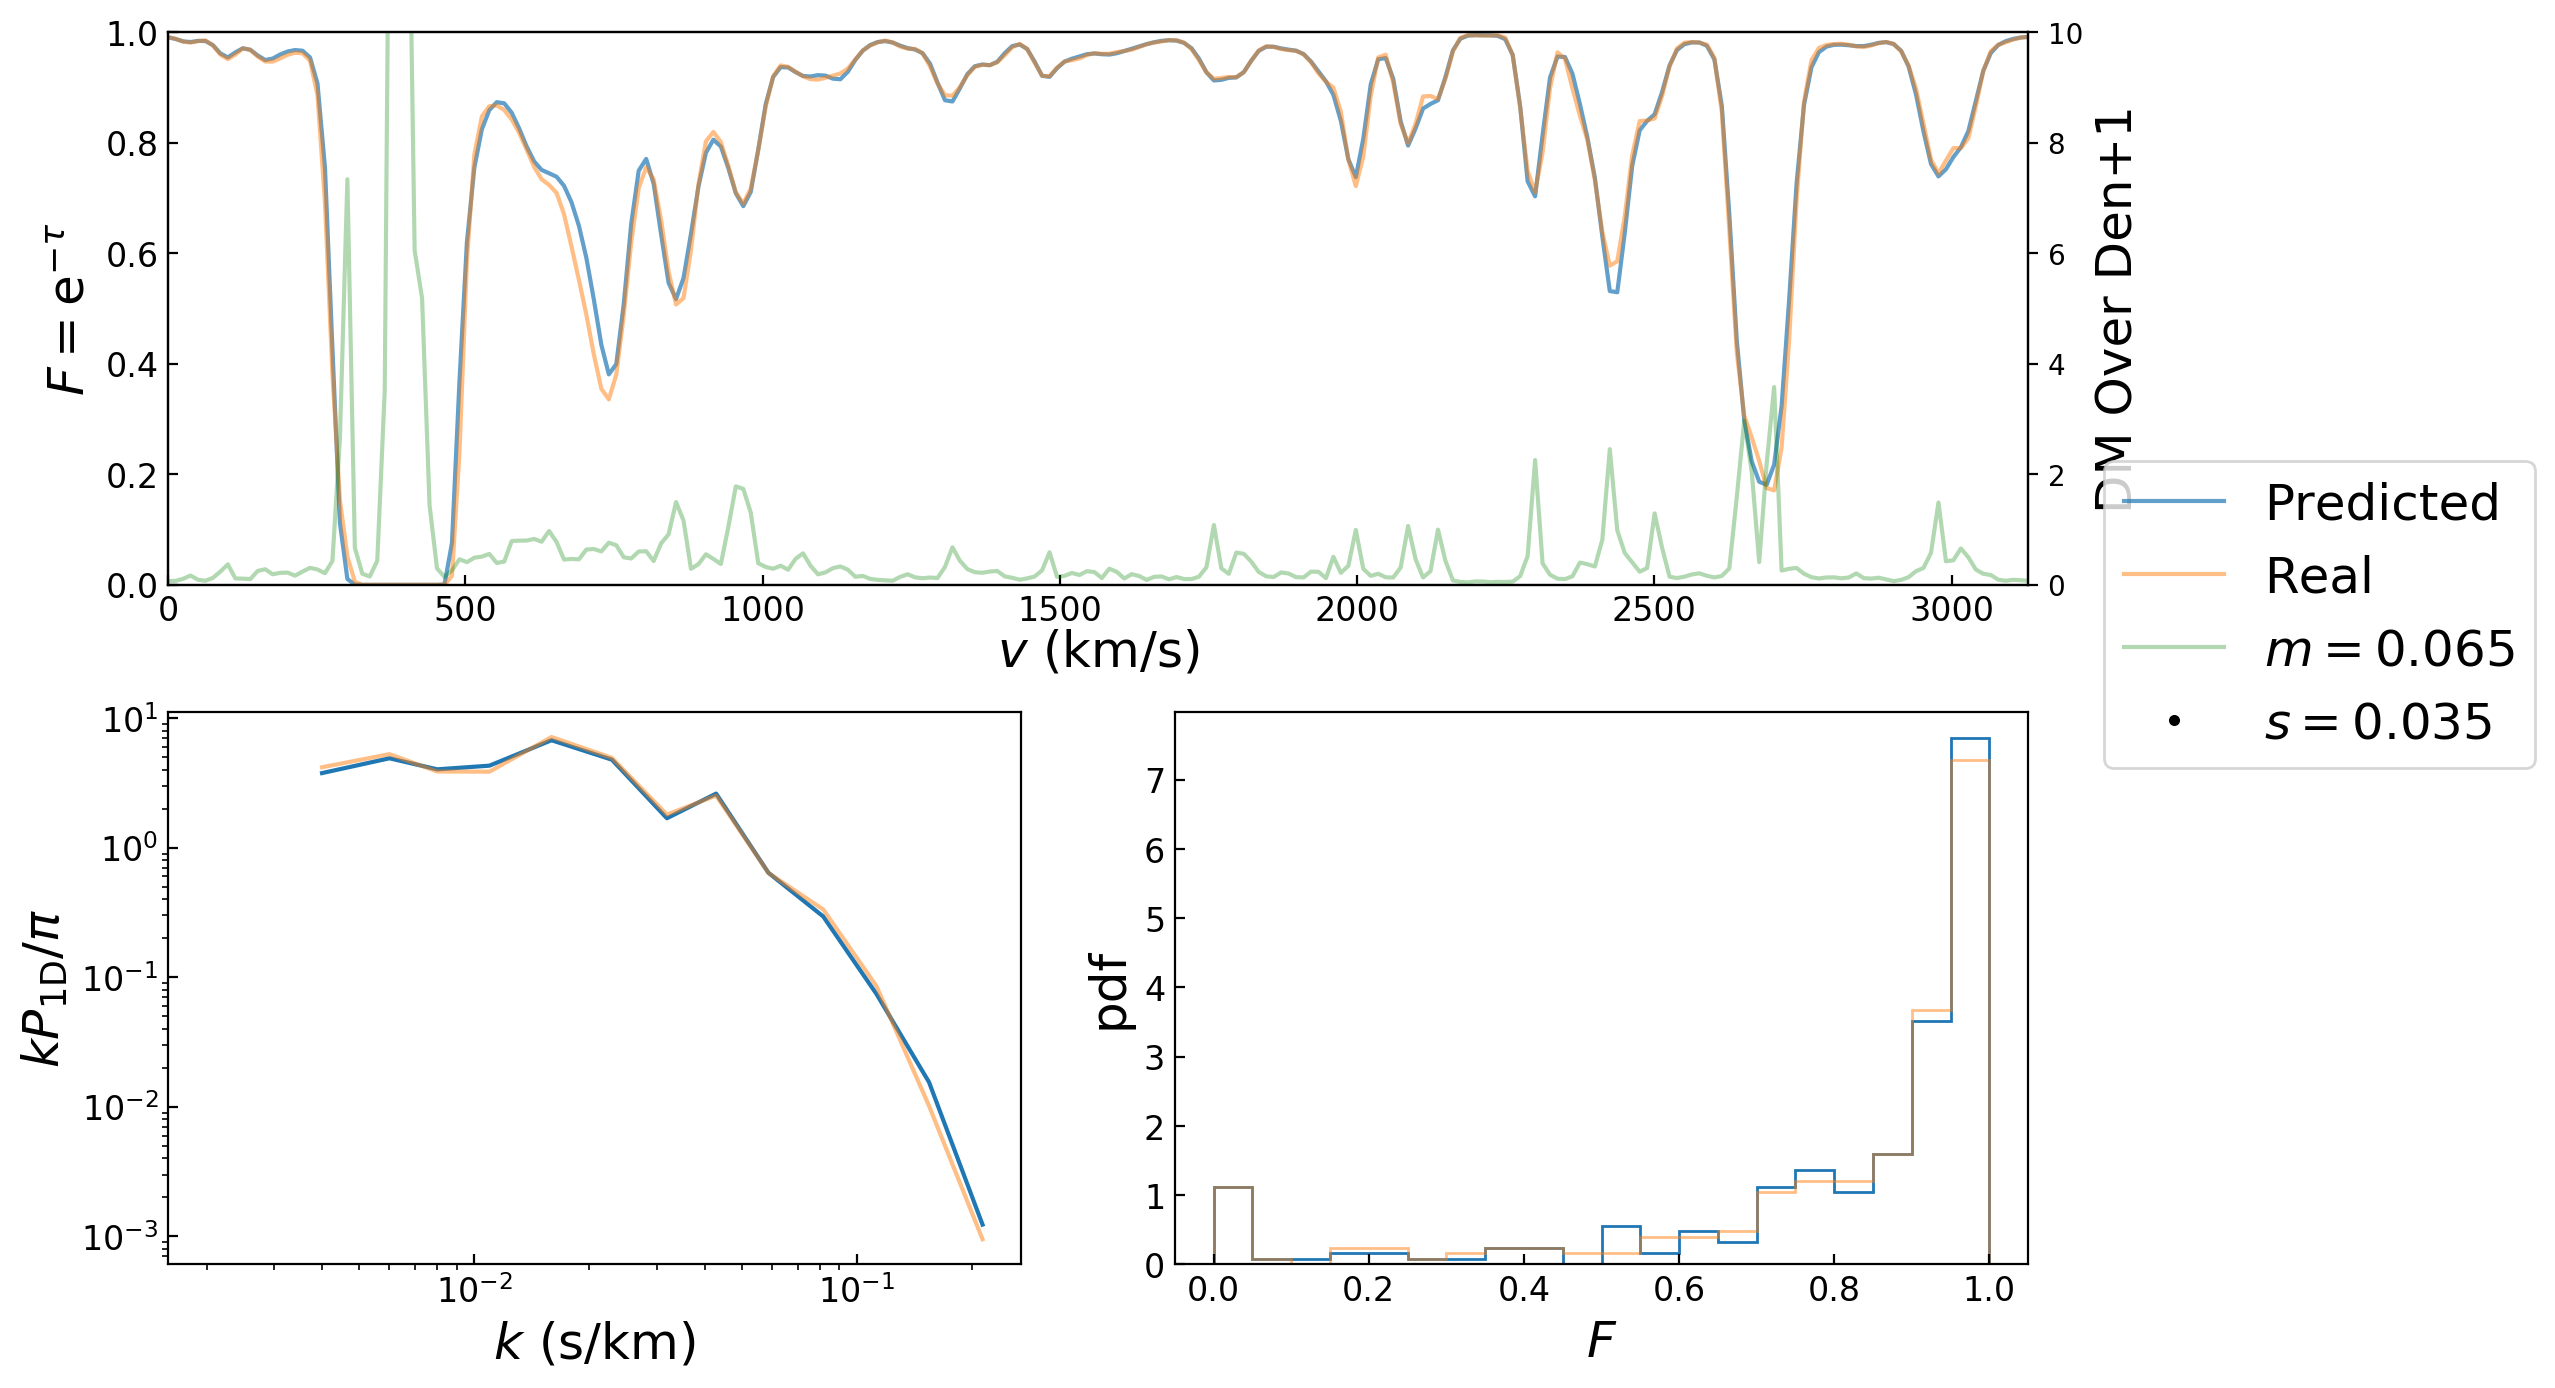 1.0
0.8
0.6
0.4
0.2
0.0
F = e^{−τ}
10
8
6
4
2
0
DM Over Den+1
0 500 1000 1500 2000 2500 3000
v (km/s)
Predicted
Real
m = 0.065
s = 0.035
10^1
10^0
10^{−1}
10^{−2}
10^{−3}
kP_{1D}/π
10^{−2} 10^{−1}
k (s/km)
7
6
5
4
3
2
1
0
pdf
0.0 0.2 0.4 0.6 0.8 1.0
F